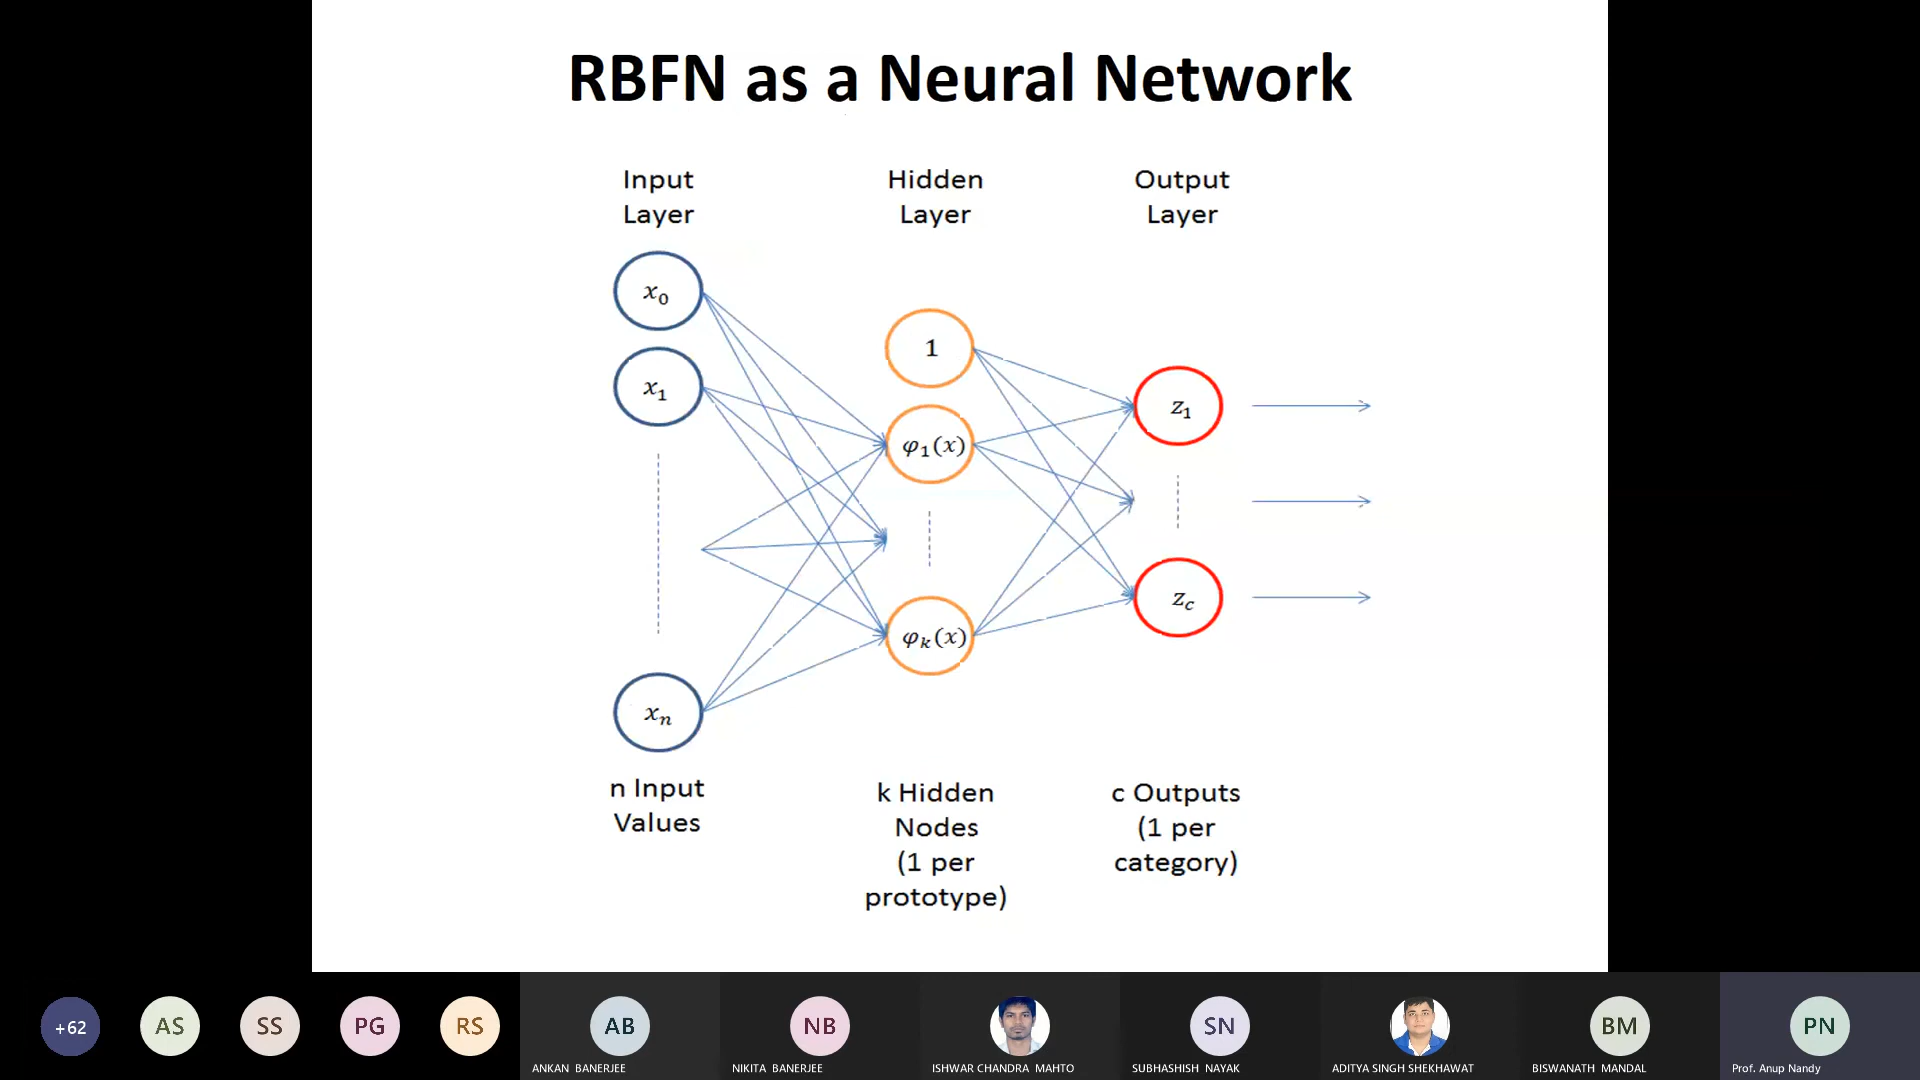 RBFN as a Neural Network
Input
Layer
Hidden
Layer
Output
Layer
x₀
x₁
xₙ
1
φ₁(x)
φₖ(x)
z₁
z_c
n Input
Values
k Hidden
Nodes
(1 per
prototype)
c Outputs
(1 per
category)
+62
AS
SS
PG
RS
AB
NB
SN
BM
PN
ANKAN BANERJEE
NIKITA BANERJEE
ISHWAR CHANDRA MAHTO
SUBHASHISH NAYAK
ADITYA SINGH SHEKHAWAT
BISWANATH MANDAL
Prof. Anup Nandy